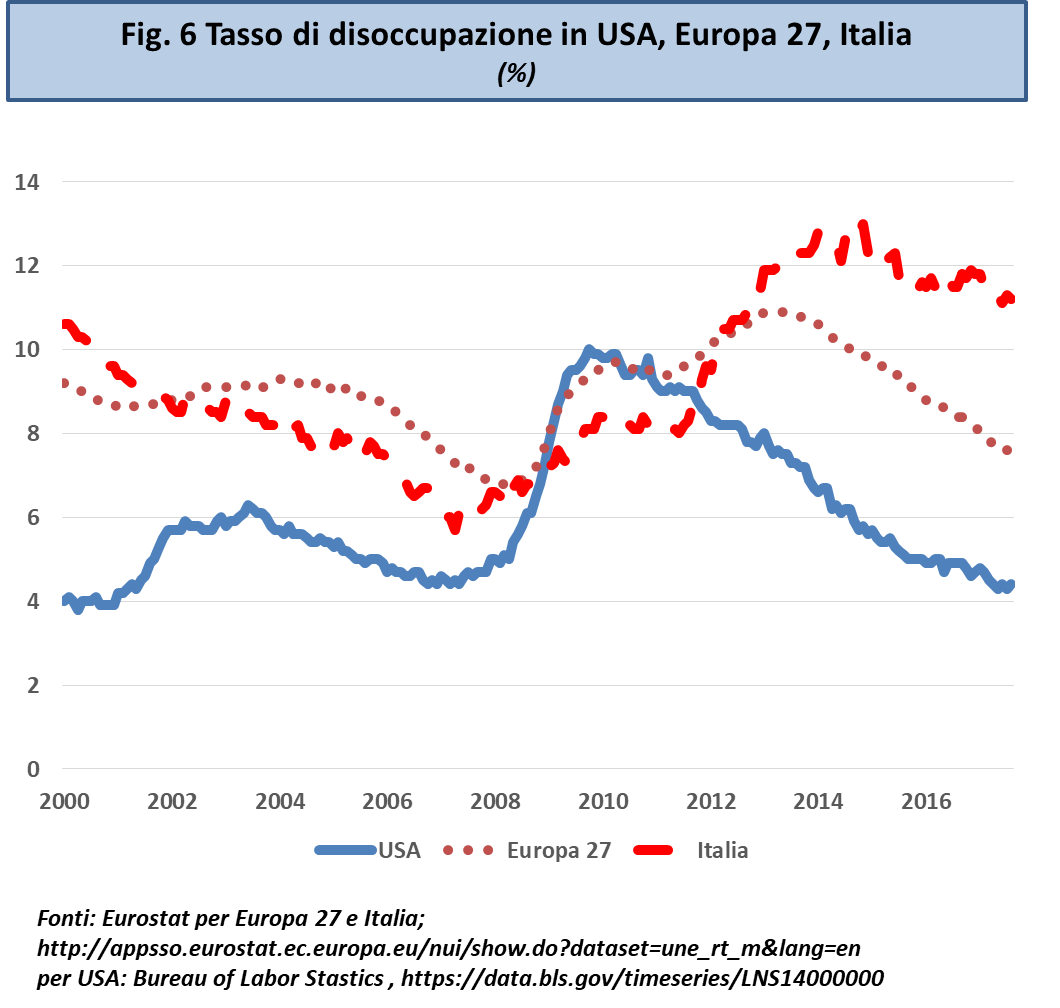 Fig. 6 Tasso di disoccupazione in USA, Europa 27, Italia
(%)
14
12
10
8
6
4
2
0
2000 2002 2004 2006 2008 2010 2012 2014 2016
USA Europa 27 Italia
Fonti: Eurostat per Europa 27 e Italia;
http://appsso.eurostat.ec.europa.eu/nui/show.do?dataset=une_rt_m&lang=en
per USA: Bureau of Labor Stastics , https://data.bls.gov/timeseries/LNS14000000